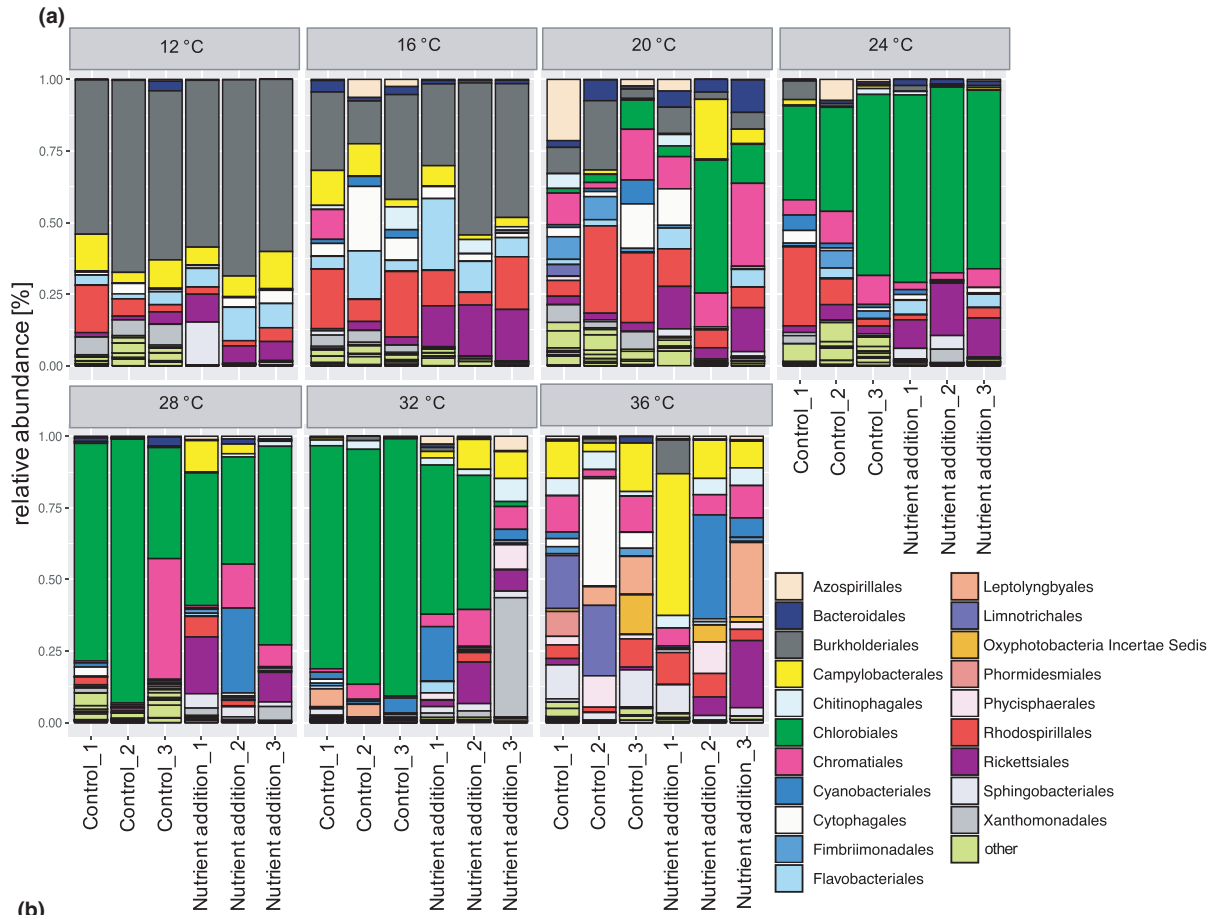 (a)
12 °C
16 °C
20 °C
24 °C
relative abundance [%]
1.00
0.75
0.50
0.25
0.00
28 °C
32 °C
36 °C
1.00
0.75
0.50
0.25
0.00
Control_1
Control_2
Control_3
Nutrient addition_1
Nutrient addition_2
Nutrient addition_3
Control_1
Control_2
Control_3
Nutrient addition_1
Nutrient addition_2
Nutrient addition_3
Control_1
Control_2
Control_3
Nutrient addition_1
Nutrient addition_2
Nutrient addition_3
Control_1
Control_2
Control_3
Nutrient addition_1
Nutrient addition_2
Nutrient addition_3
Azospirillales
Bacteroidales
Burkholderiales
Campylobacterales
Chitinophagales
Chlorobiales
Chromatiales
Cyanobacteriales
Cytophagales
Fimbriimonadales
Flavobacteriales
Leptolyngbyales
Limnotrichales
Oxyphotobacteria Incertae Sedis
Phormidesmiales
Phycisphaerales
Rhodospirillales
Rickettsiales
Sphingobacteriales
Xanthomonadales
other
(b)